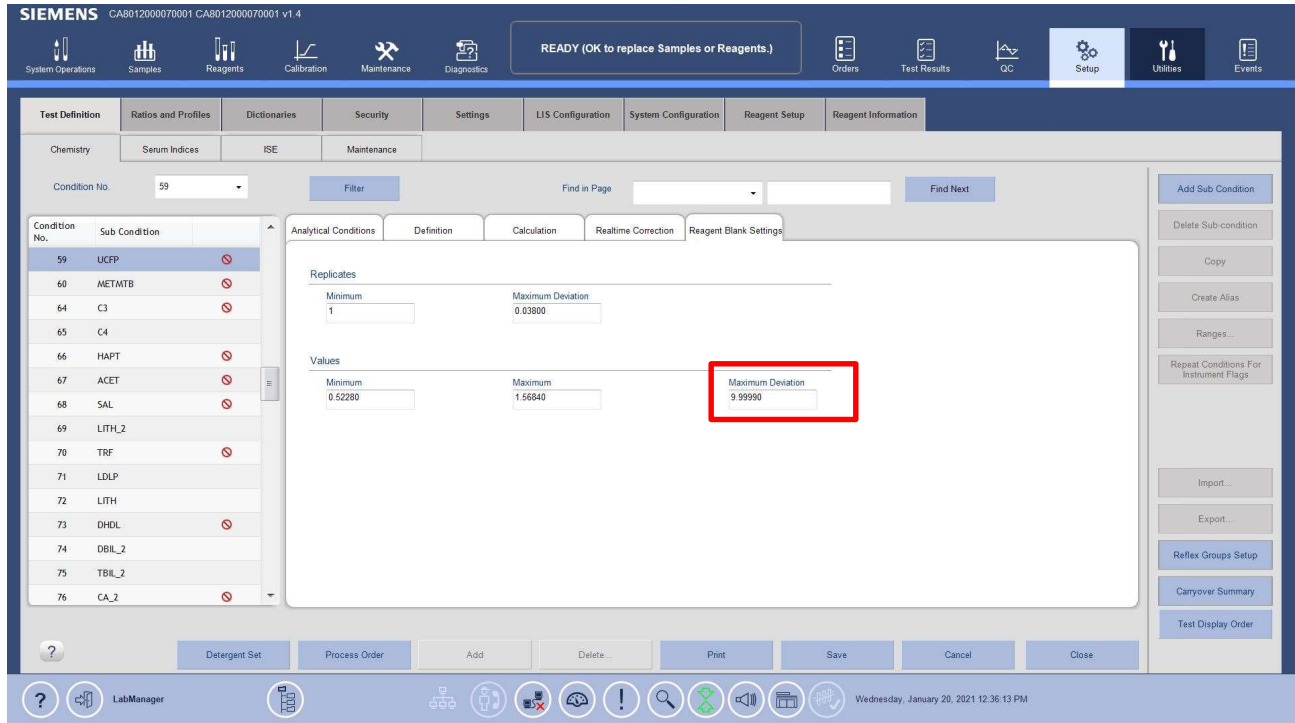 SIEMENS CA8012000070001 CA8012000070001 v1.4
System Operations
Samples
Reagents
Calibration
Maintenance
Diagnostics
READY (OK to replace Samples or Reagents.)
Orders
Test Results
QC
Setup
Utilities
Events
Test Definition
Ratios and Profiles
Dictionaries
Security
Settings
LIS Configuration
System Configuration
Reagent Setup
Reagent Information
Chemistry
Serum Indices
ISE
Maintenance
Condition No. 59
Filter
Find in Page
Find Next
Condition No.
Sub Condition
59 UCFP
60 METMTB
64 C3
65 C4
66 HAPT
67 ACET
68 SAL
69 LITH_2
70 TRF
71 LDLP
72 LITH
73 DHDL
74 DBIL_2
75 TBIL_2
76 CA_2
Analytical Conditions
Definition
Calculation
Realtime Correction
Reagent Blank Settings
Replicates
Minimum
1
Maximum Deviation
0.03800
Values
Minimum
0.52280
Maximum
1.56840
Maximum Deviation
9.99990
Add Sub Condition
Delete Sub-condition
Copy
Create Alias
Ranges...
Repeat Conditions For
Instrument Flags
Import...
Export...
Reflex Groups Setup
Carryover Summary
Test Display Order
?
Detergent Set
Process Order
Add
Delete...
Print
Save
Cancel
Close
?
LabManager
!
Wednesday, January 20, 2021 12:36:13 PM